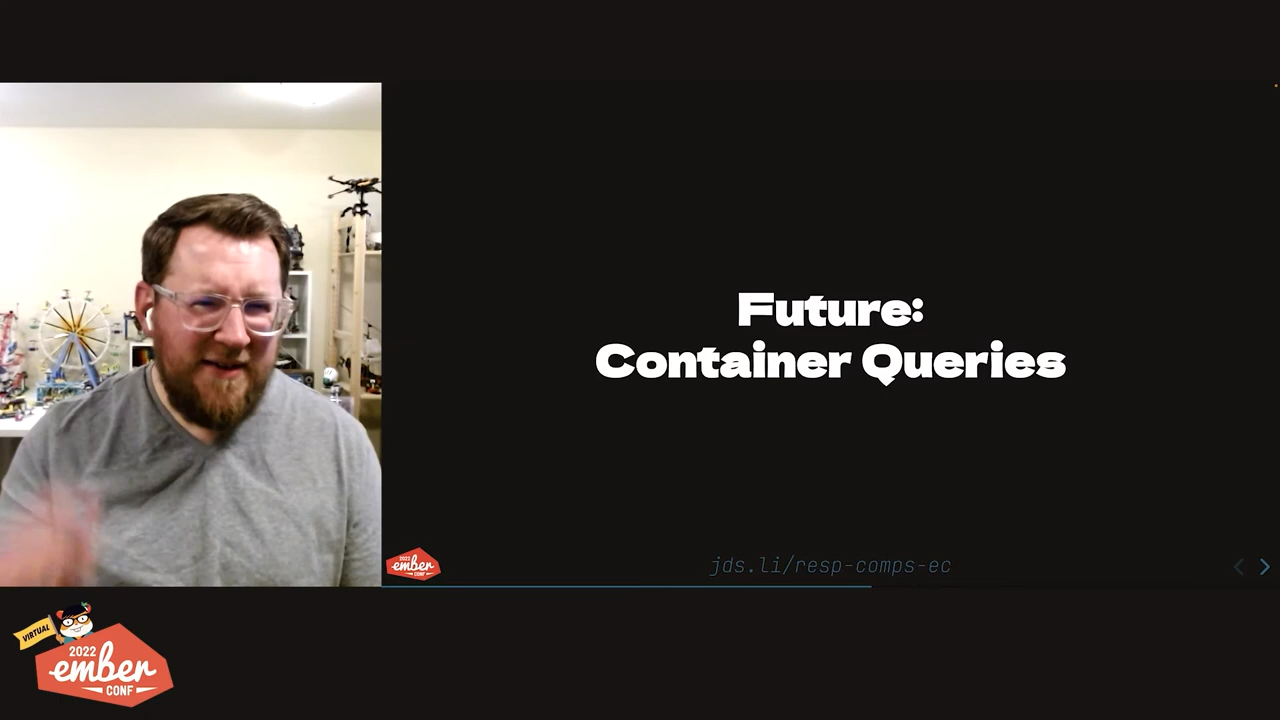 Future:
Container Queries
2022
ember
CONF
jds.li/resp-comps-ec
VIRTUAL
2022
ember
CONF